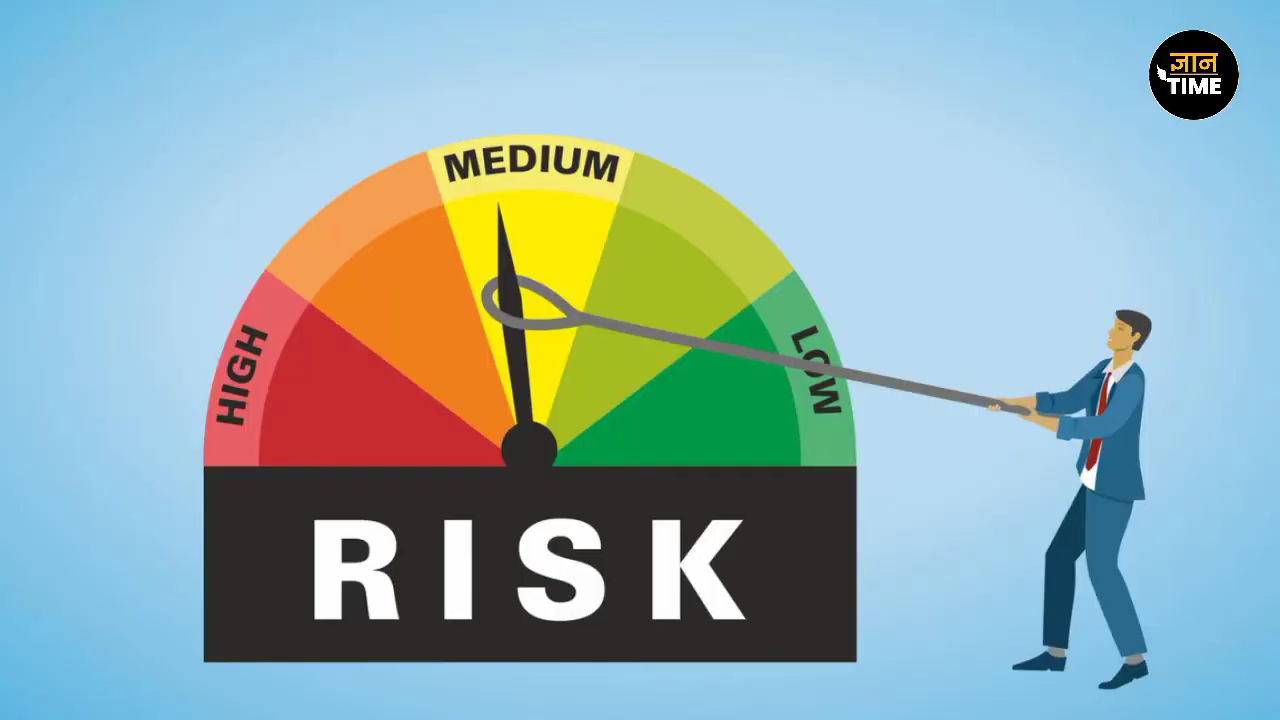 ज्ञान
TIME
MEDIUM
HIGH
LOW
RISK